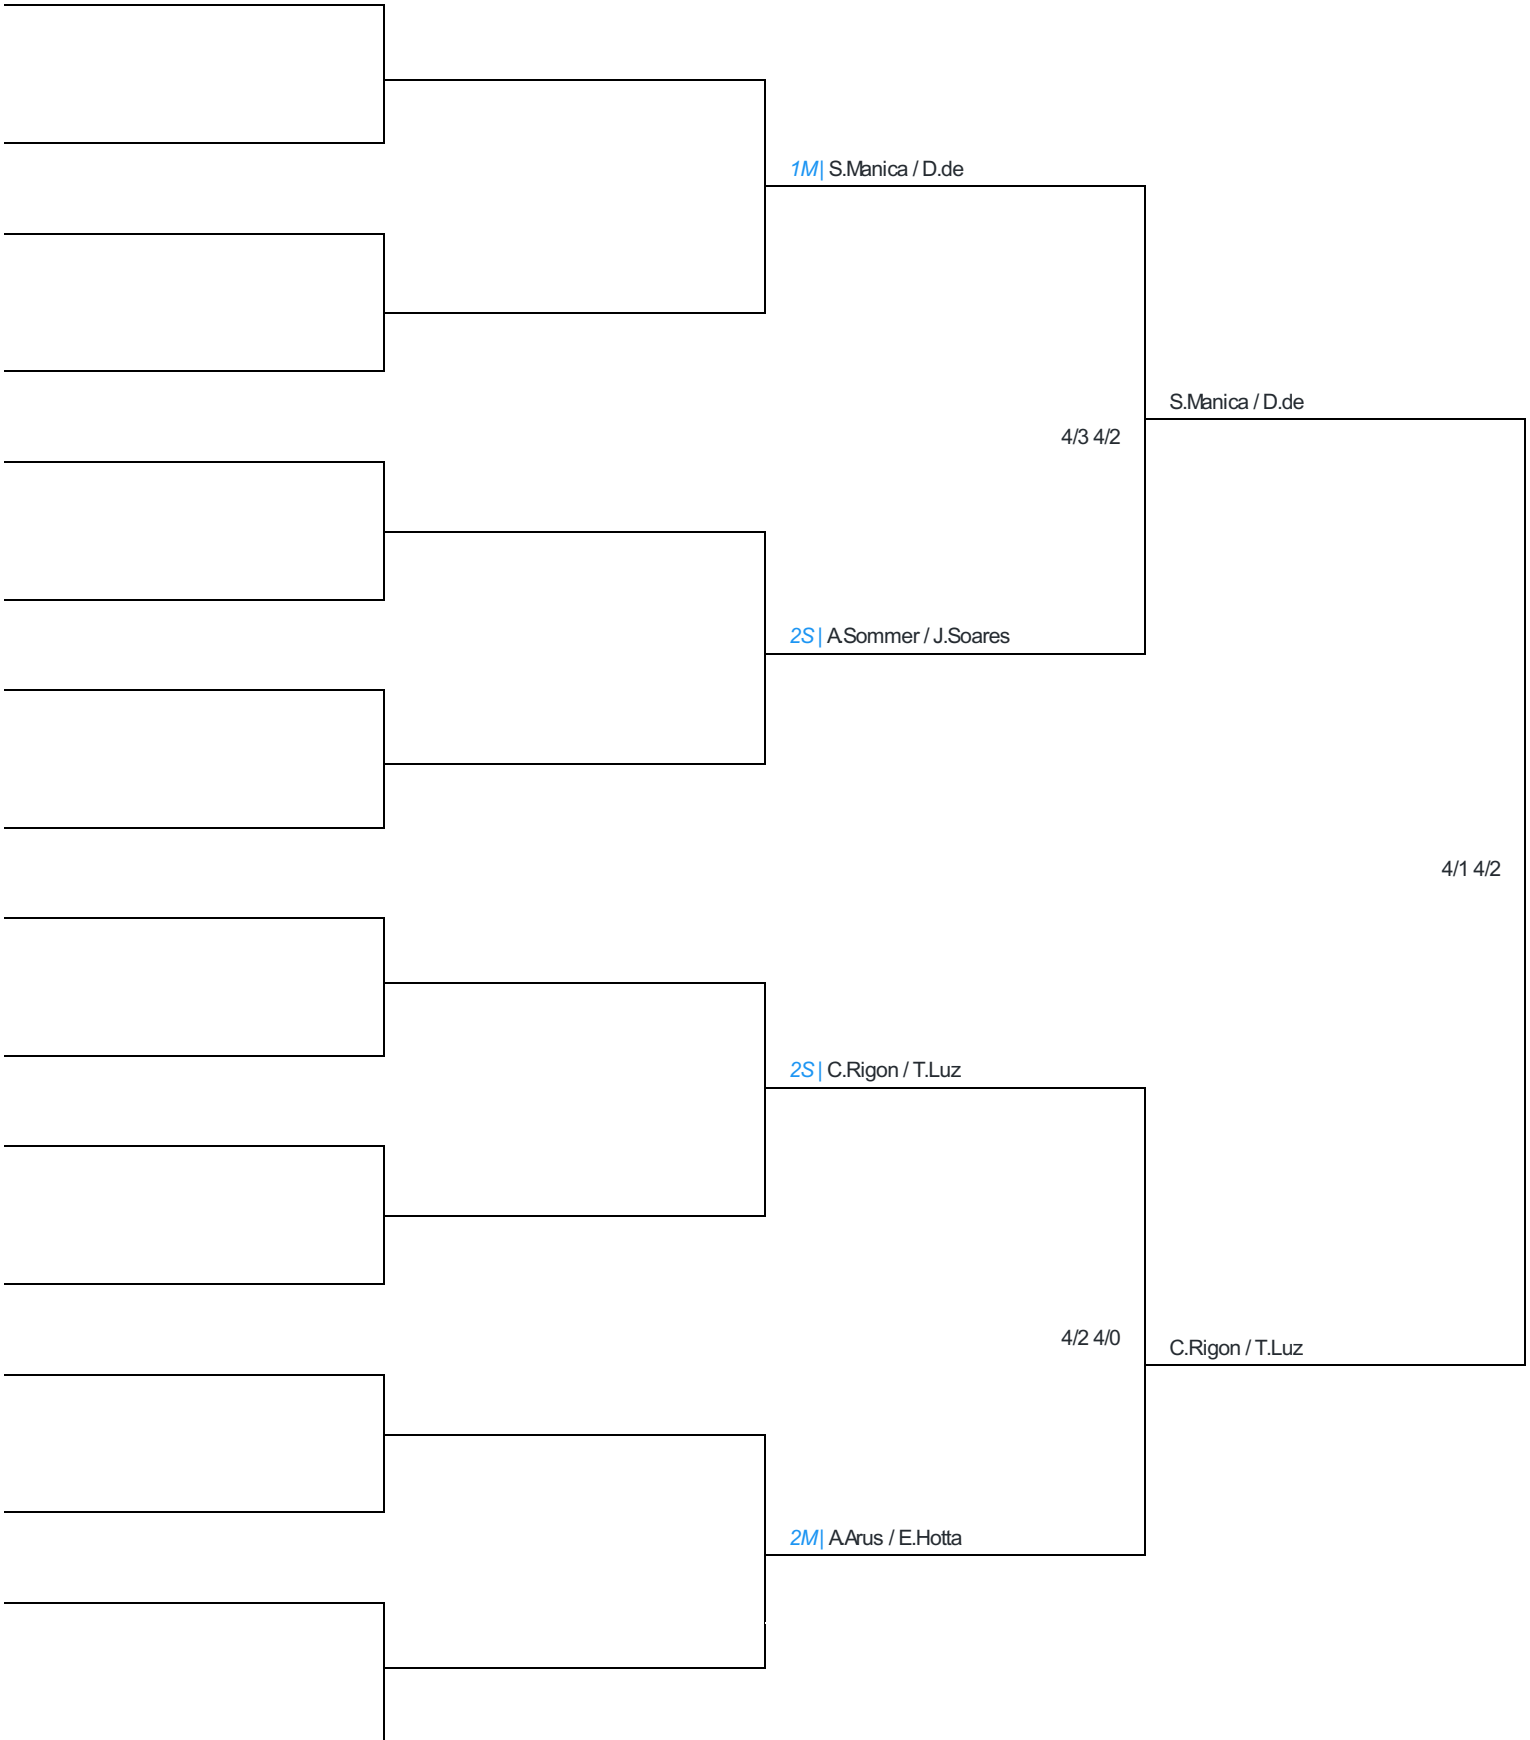 1M| S.Manica / D.de
S.Manica / D.de
4/3 4/2
2S| A.Sommer / J.Soares
4/1 4/2
2S| C.Rigon / T.Luz
4/2 4/0
C.Rigon / T.Luz
2M| A.Arus / E.Hotta